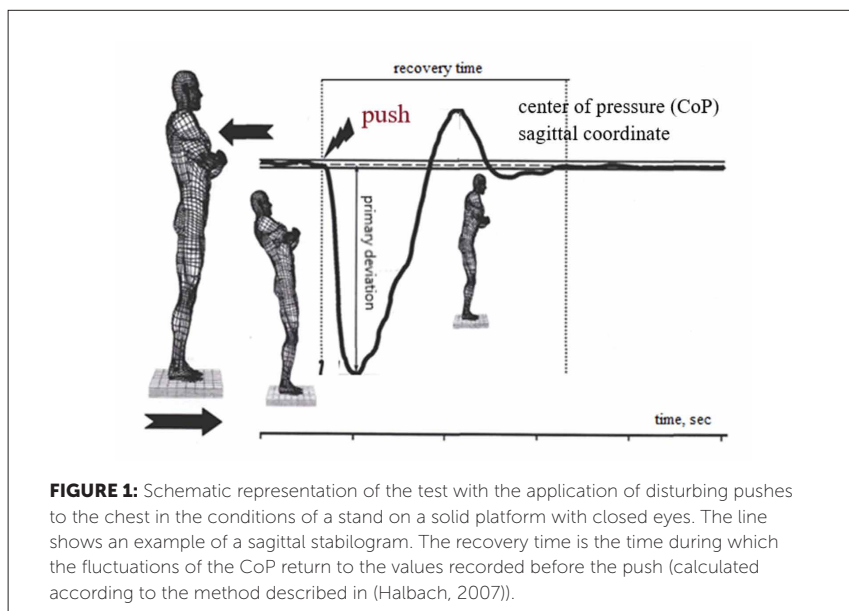 recovery time
push
center of pressure (CoP)
sagittal coordinate
primary deviation
time, sec
FIGURE 1: Schematic representation of the test with the application of disturbing pushes
to the chest in the conditions of a stand on a solid platform with closed eyes. The line
shows an example of a sagittal stabilogram. The recovery time is the time during which
the fluctuations of the CoP return to the values recorded before the push (calculated
according to the method described in (Halbach, 2007)).